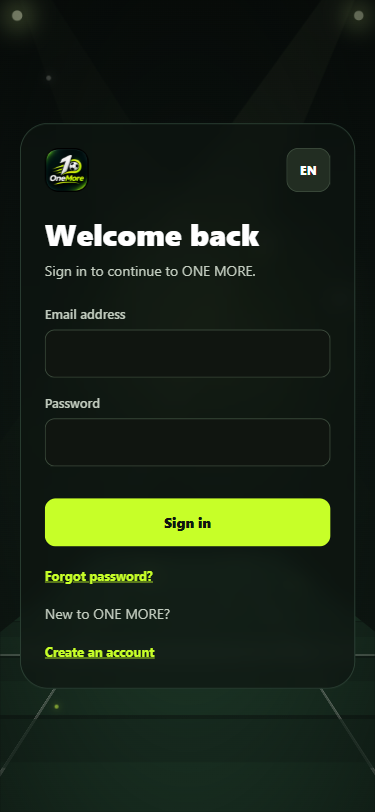 1
OneMore
EN
Welcome back
Sign in to continue to ONE MORE.
Email address
Password
Sign in
Forgot password?
New to ONE MORE?
Create an account